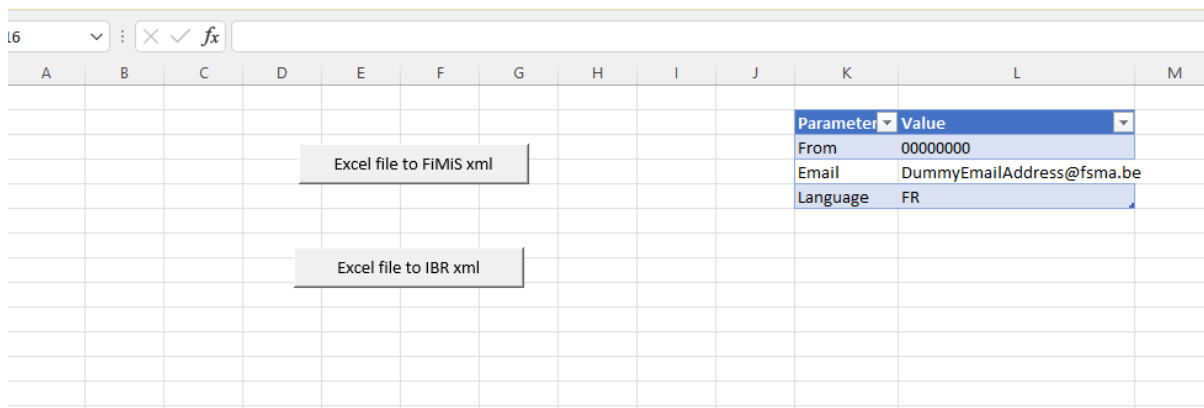 16 fx
A B C D E F G H I J K L M
Parameter Value
From 00000000
Excel file to FiMiS xml
Email DummyEmailAddress@fsma.be
Language FR
Excel file to IBR xml